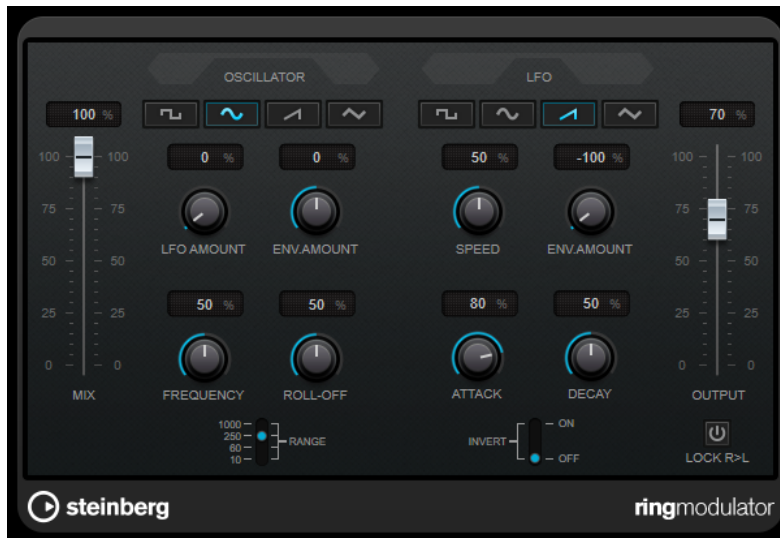 OSCILLATOR
LFO
100 %
70 %
0 %
0 %
50 %
-100 %
100 100
75 75
50 50
25 25
0 0
100 100
75 75
50 50
25 25
0 0
LFO AMOUNT
ENV.AMOUNT
SPEED
ENV.AMOUNT
50 %
50 %
80 %
50 %
MIX
FREQUENCY
ROLL-OFF
ATTACK
DECAY
OUTPUT
1000
250
60
10
RANGE
INVERT
ON
OFF
LOCK R>L
steinberg
ringmodulator